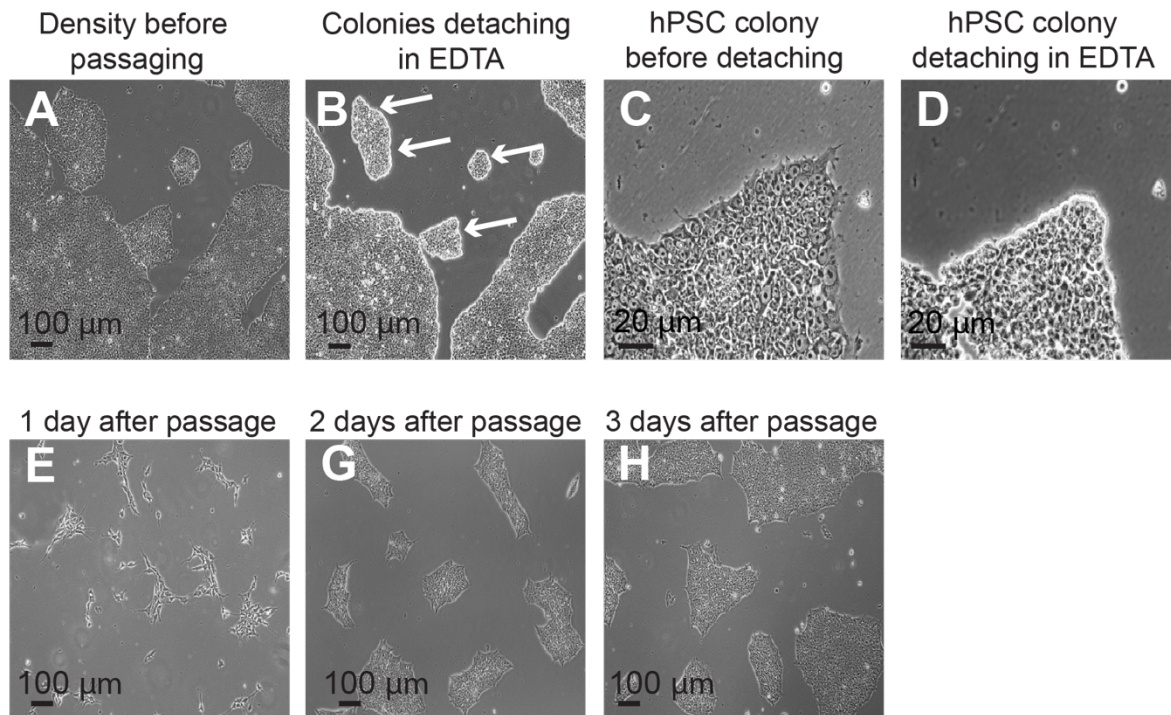 Density before
passaging
Colonies detaching
in EDTA
hPSC colony
before detaching
hPSC colony
detaching in EDTA
A
B
C
D
100 µm
100 µm
20 µm
20 µm
1 day after passage
2 days after passage
3 days after passage
E
G
H
100 µm
100 µm
100 µm